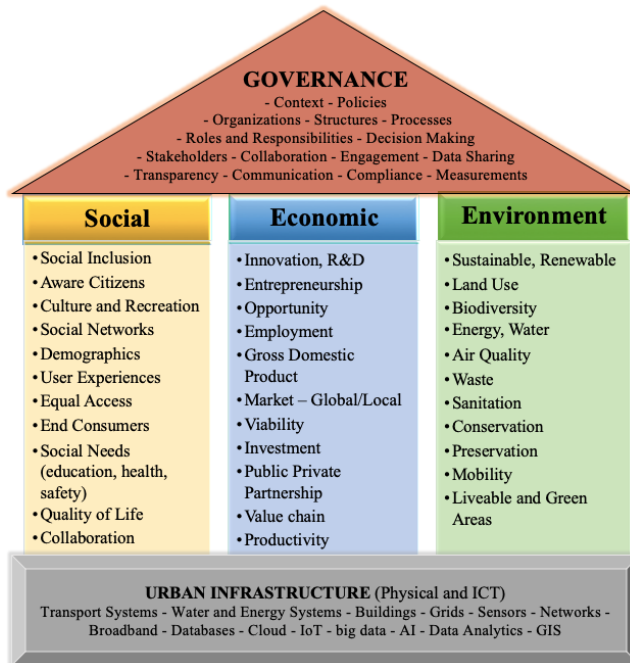 GOVERNANCE
- Context - Policies
- Organizations - Structures - Processes
- Roles and Responsibilities - Decision Making
- Stakeholders - Collaboration - Engagement - Data Sharing
- Transparency - Communication - Compliance - Measurements
Social
• Social Inclusion
• Aware Citizens
• Culture and Recreation
• Social Networks
• Demographics
• User Experiences
• Equal Access
• End Consumers
• Social Needs
(education, health,
safety)
• Quality of Life
• Collaboration
Economic
• Innovation, R&D
• Entrepreneurship
• Opportunity
• Employment
• Gross Domestic
Product
• Market – Global/Local
• Viability
• Investment
• Public Private
Partnership
• Value chain
• Productivity
Environment
• Sustainable, Renewable
• Land Use
• Biodiversity
• Energy, Water
• Air Quality
• Waste
• Sanitation
• Conservation
• Preservation
• Mobility
• Liveable and Green
Areas
URBAN INFRASTRUCTURE (Physical and ICT)
Transport Systems - Water and Energy Systems - Buildings - Grids - Sensors - Networks -
Broadband - Databases - Cloud - IoT - big data - AI - Data Analytics - GIS